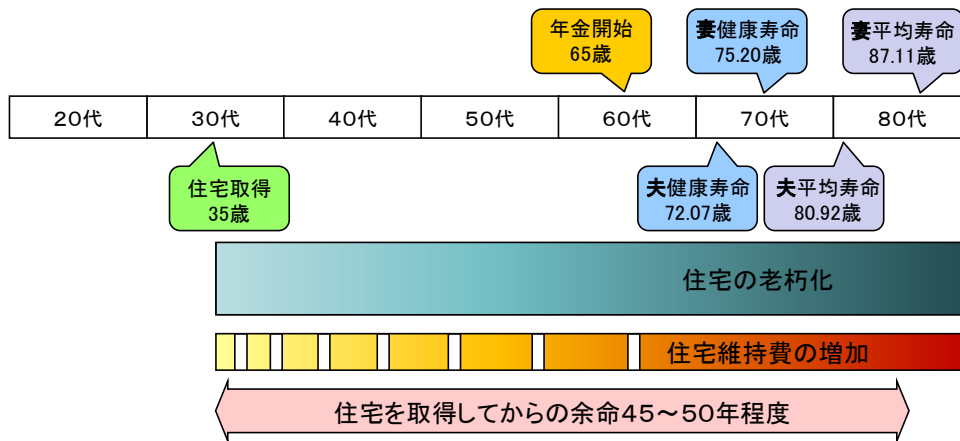 年金開始
65歳
妻健康寿命
75.20歳
妻平均寿命
87.11歳
20代
30代
40代
50代
60代
70代
80代
住宅取得
35歳
夫健康寿命
72.07歳
夫平均寿命
80.92歳
住宅の老朽化
住宅維持費の増加
住宅を取得してからの余命45～50年程度